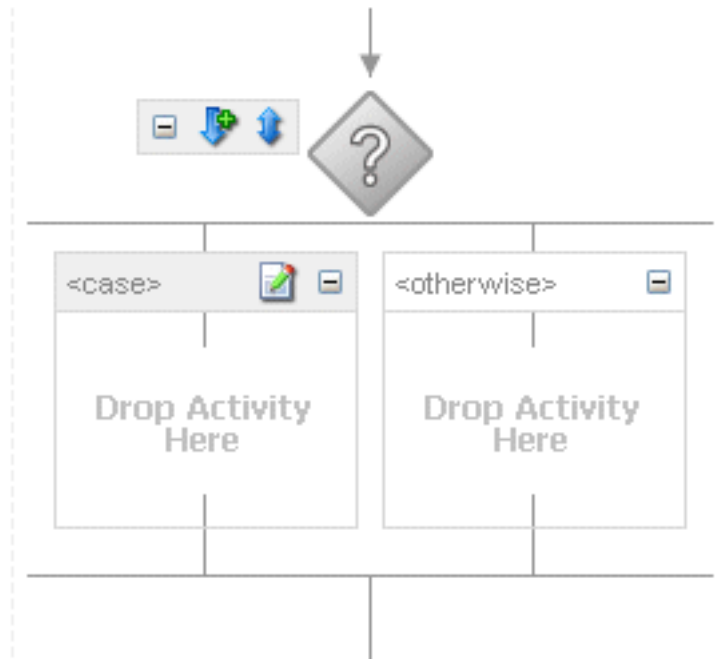 ?
<case>
<otherwise>
Drop Activity
Here
Drop Activity
Here